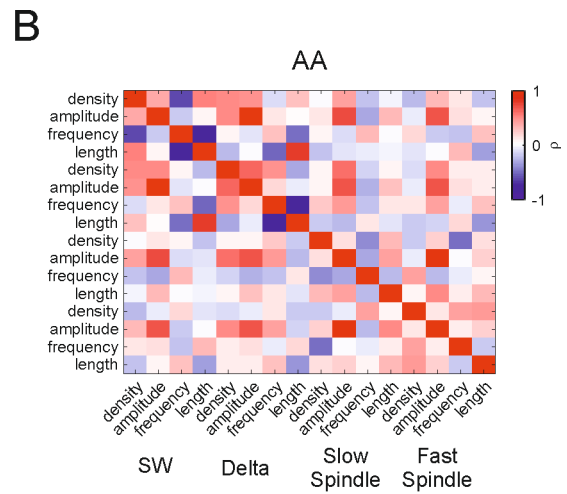 B
AA
density
amplitude
frequency
length
density
amplitude
frequency
length
density
amplitude
frequency
length
density
amplitude
frequency
length
1
0
-1
ρ
density
amplitude
frequency
length
density
amplitude
frequency
length
density
amplitude
frequency
length
density
amplitude
frequency
length
SW
Delta
Slow
Spindle
Fast
Spindle